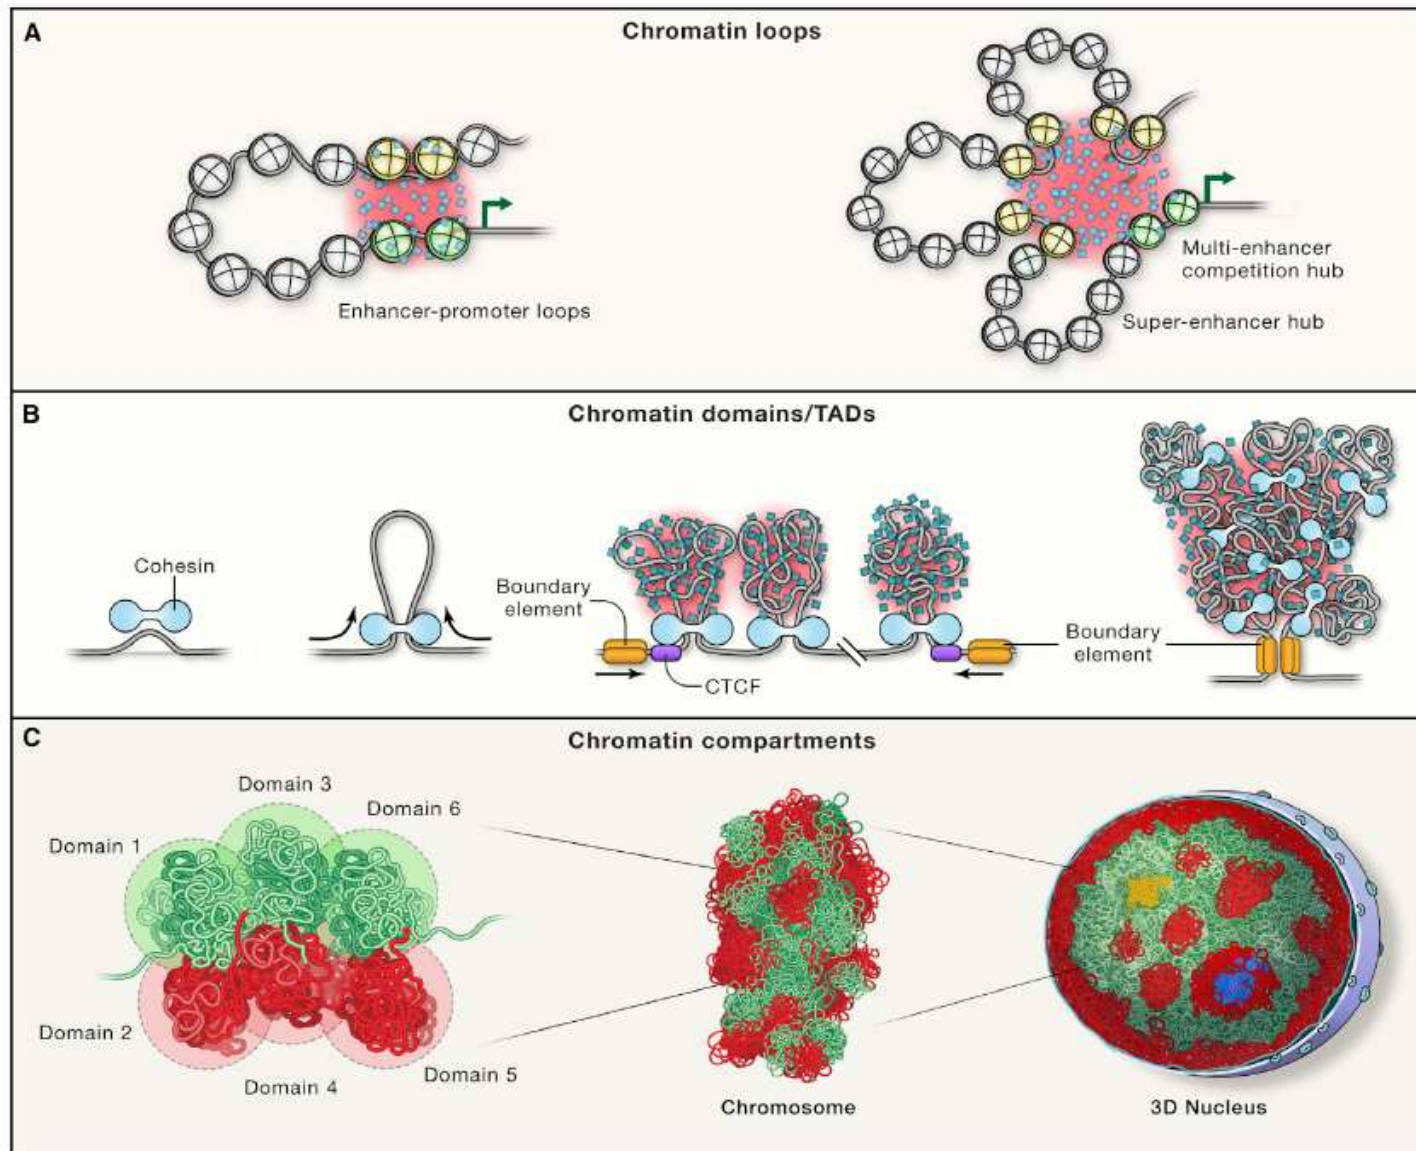 A
Chromatin loops
Enhancer-promoter loops
Multi-enhancer
competition hub
Super-enhancer hub
B
Chromatin domains/TADs
Cohesin
Boundary
element
CTCF
Boundary
element
C
Chromatin compartments
Domain 3
Domain 6
Domain 1
Domain 2
Domain 5
Domain 4
Chromosome
3D Nucleus